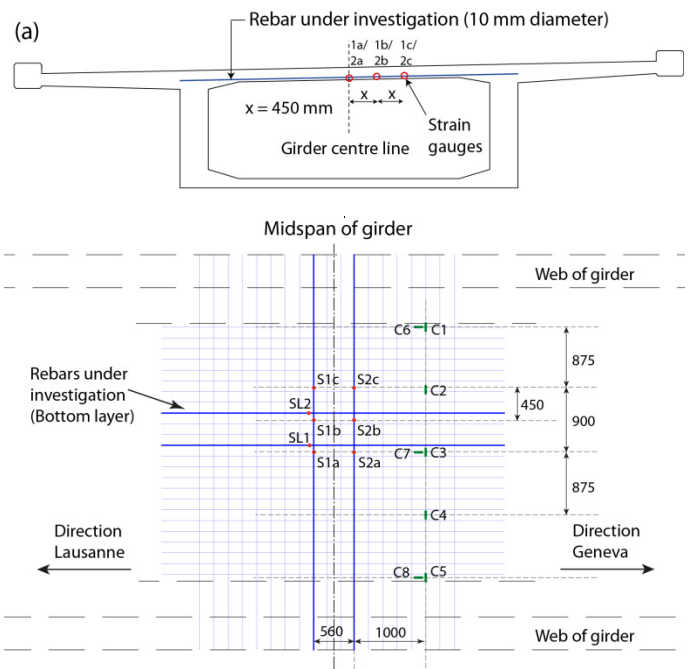 (a)
Rebar under investigation (10 mm diameter)
1a/ 1b/ 1c/
2a 2b 2c
x x
x = 450 mm
Strain
gauges
Girder centre line
Midspan of girder
Web of girder
C6 C1
875
S1c S2c
C2
Rebars under
investigation
(Bottom layer)
SL2
450
S1b S2b
900
SL1
S1a S2a
C7 C3
875
C4
Direction
Lausanne
Direction
Geneva
C8 C5
560 1000
Web of girder